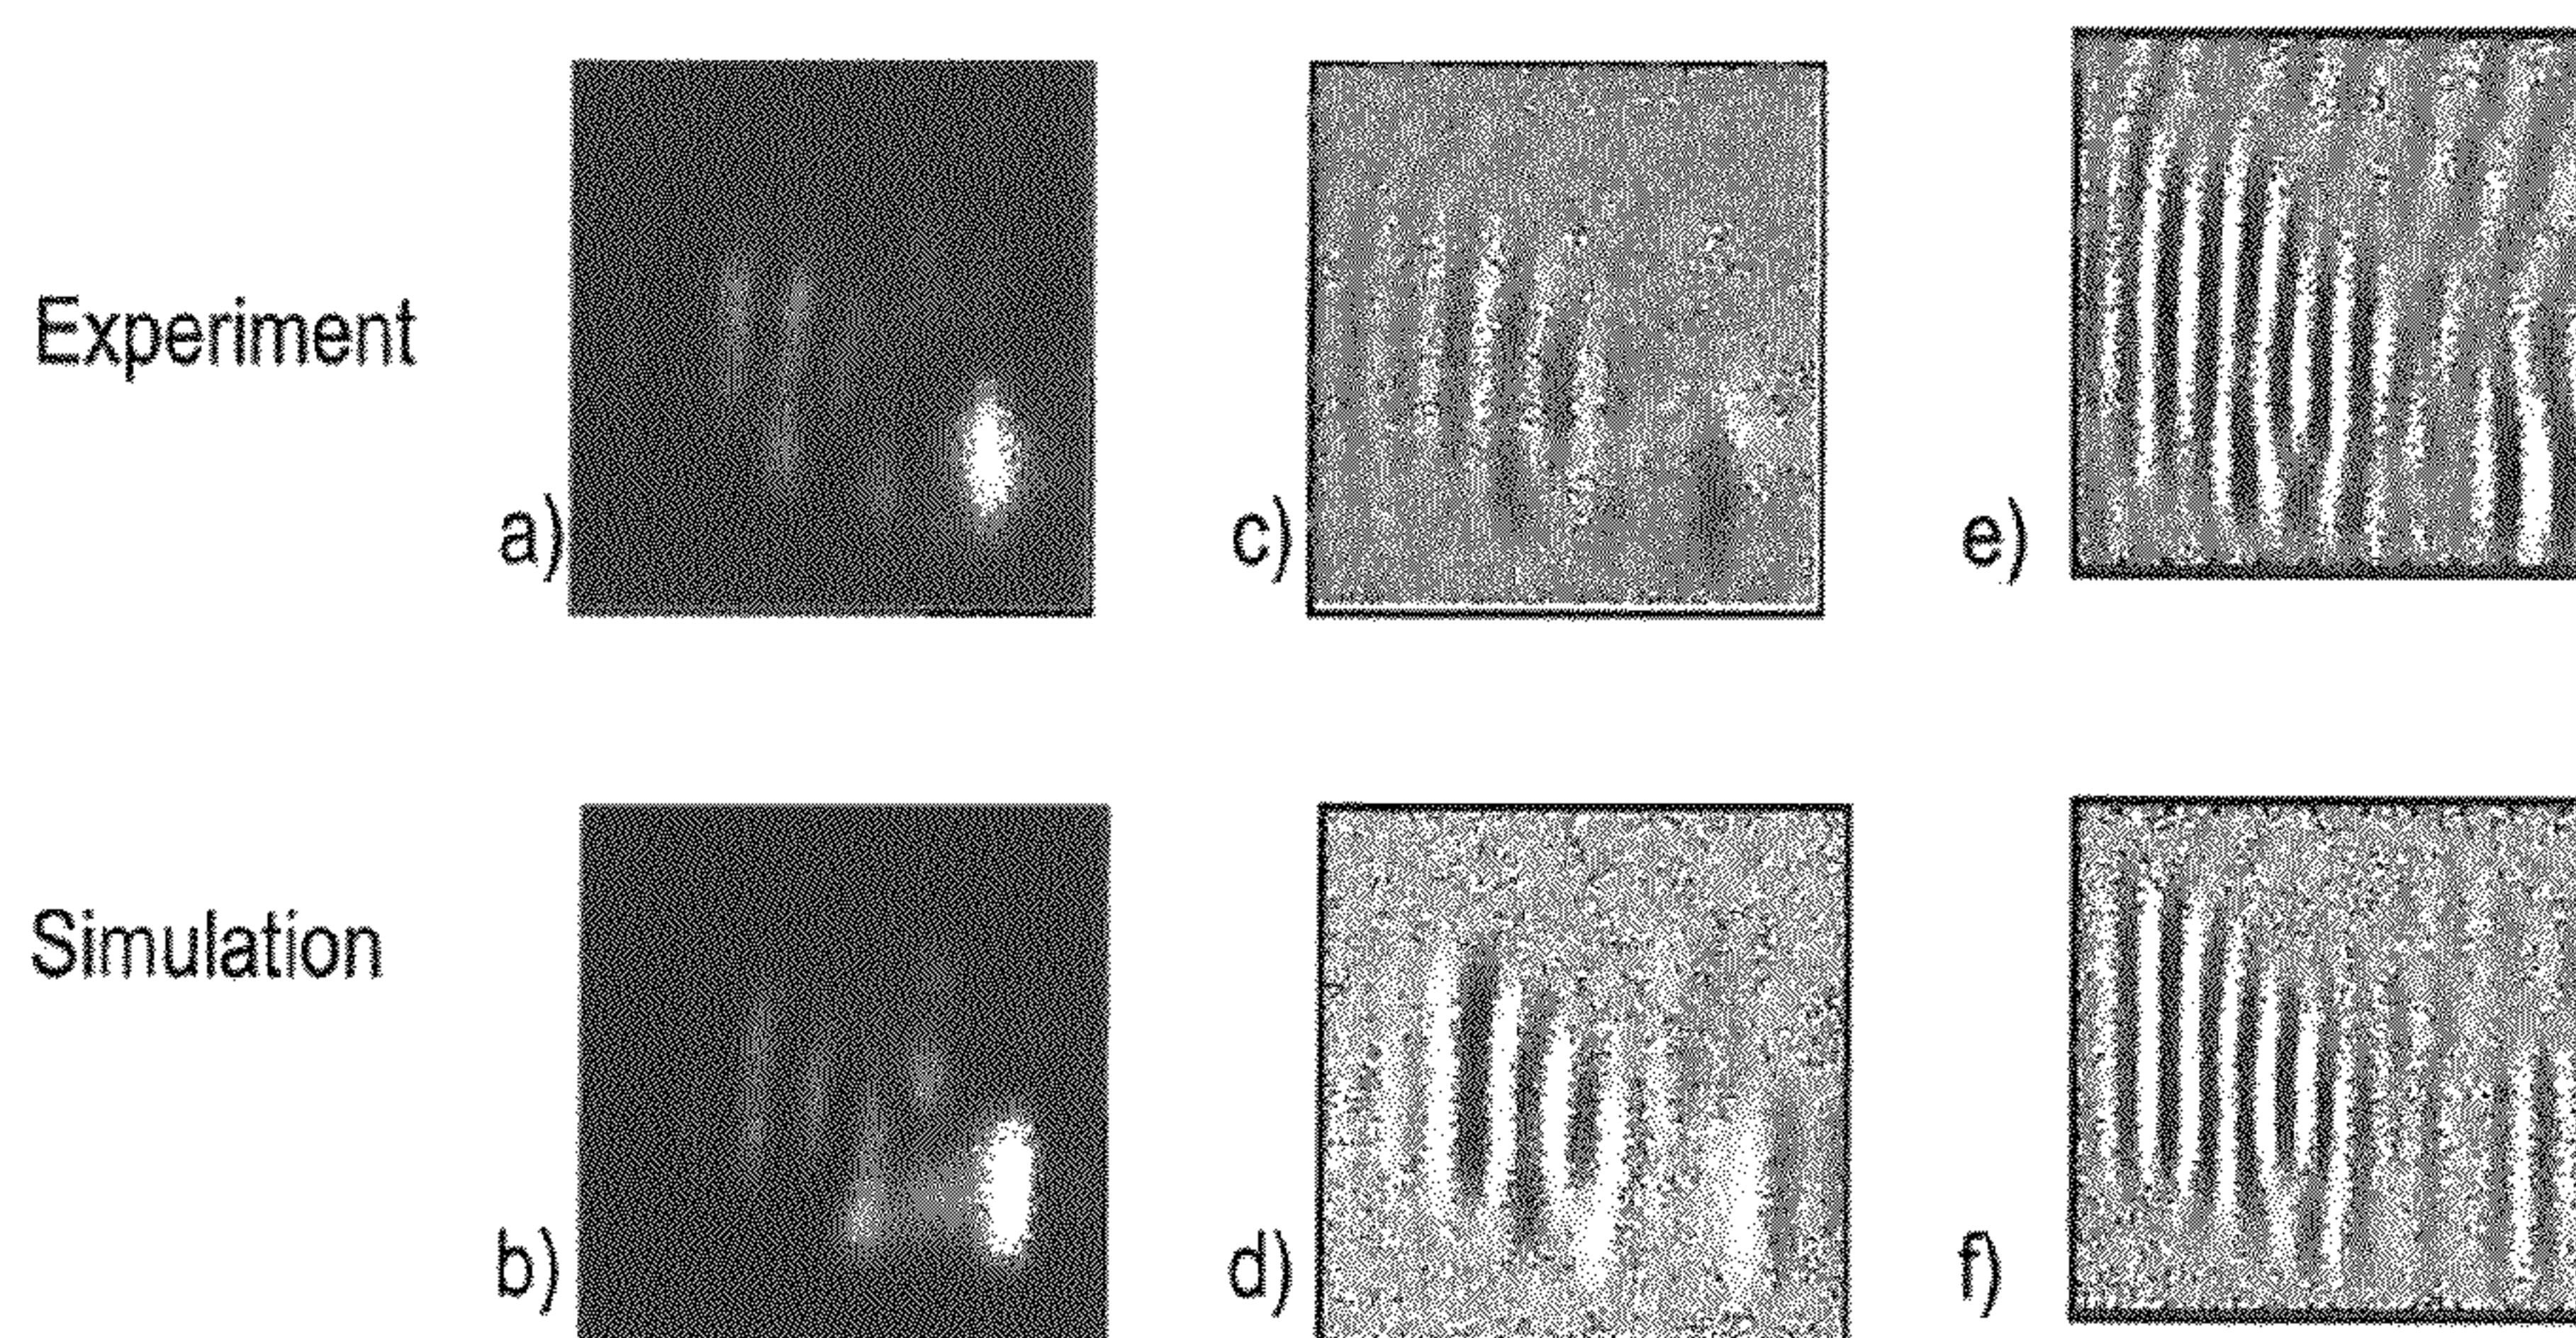 Experiment
a)
c)
e)
Simulation
b)
d)
f)